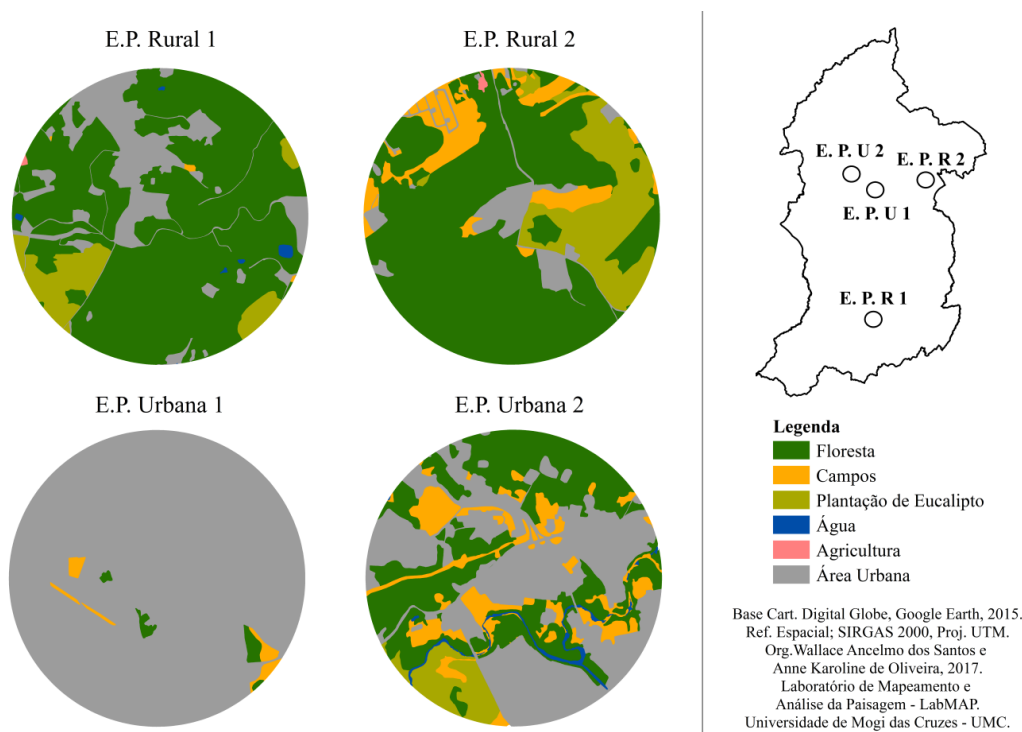 E.P. Rural 1
E.P. Rural 2
E.P. Urbana 1
E.P. Urbana 2
E. P. U 2
E. P. R 2
E. P. U 1
E. P. R 1
Legenda
Floresta
Campos
Plantação de Eucalipto
Água
Agricultura
Área Urbana
Base Cart. Digital Globe, Google Earth, 2015.
Ref. Espacial; SIRGAS 2000, Proj. UTM.
Org.Wallace Ancelmo dos Santos e
Anne Karoline de Oliveira, 2017.
Laboratório de Mapeamento e
Análise da Paisagem - LabMAP.
Universidade de Mogi das Cruzes - UMC.